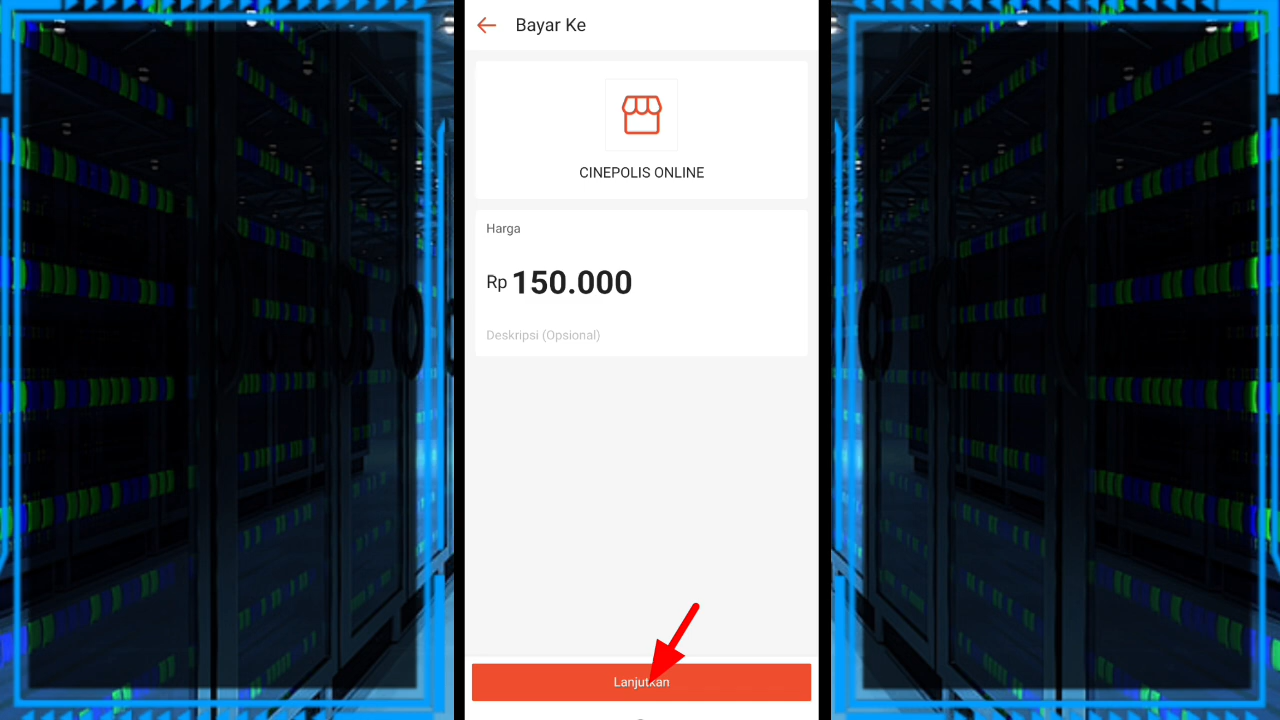 Bayar Ke
CINEPOLIS ONLINE
Harga
Rp 150.000
Deskripsi (Opsional)
Lanjutkan